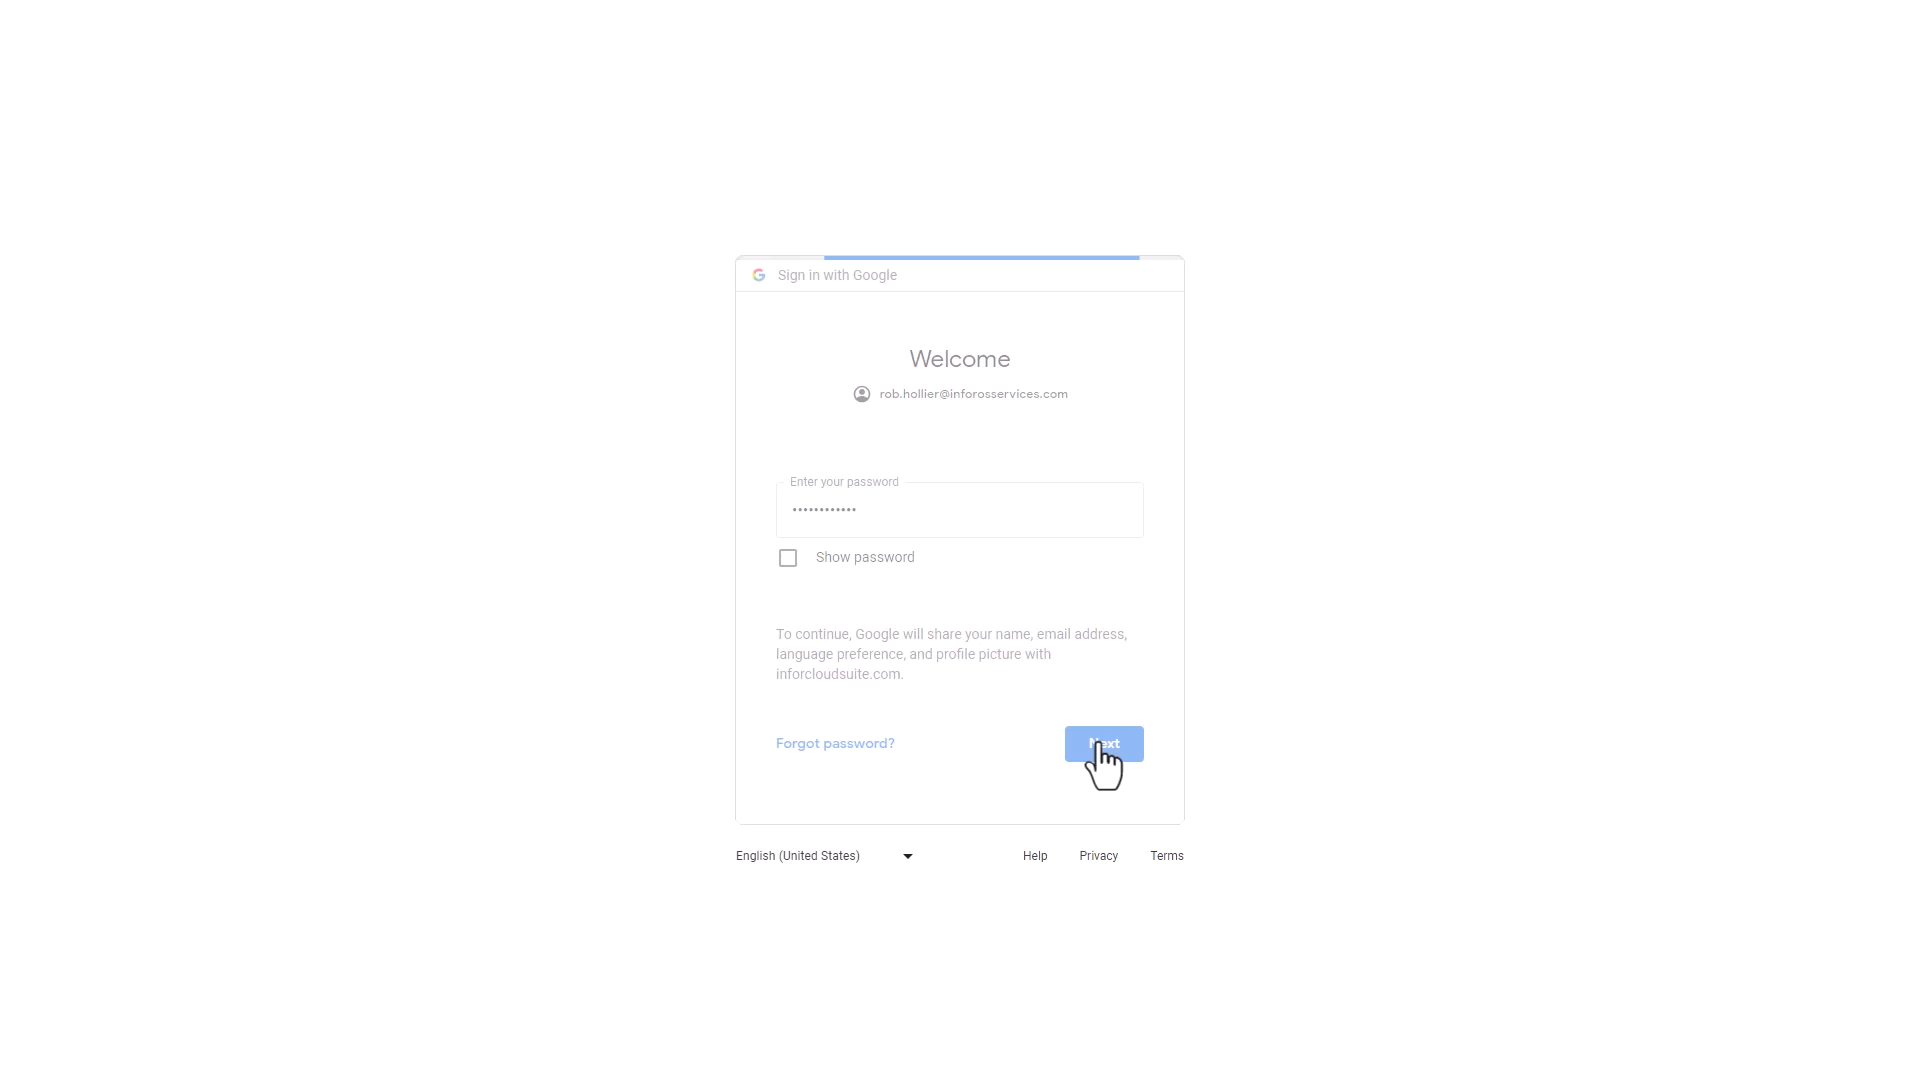 Sign in with Google
Welcome
rob.hollier@inforosservices.com
Enter your password
••••••••••••
Show password
To continue, Google will share your name, email address,
language preference, and profile picture with
inforcloudsuite.com.
Forgot password?
Next
English (United States)
Help
Privacy
Terms